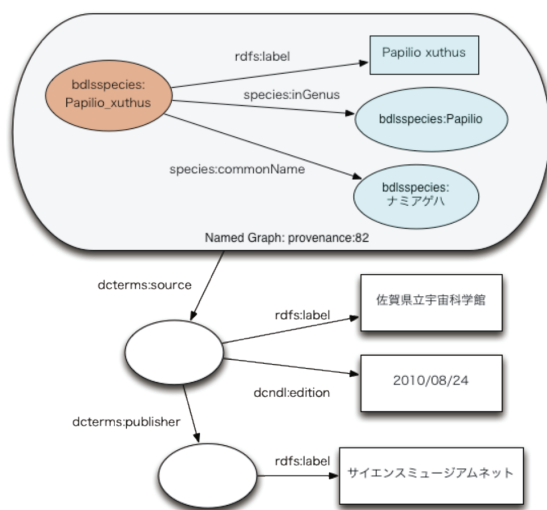 rdfs:label
Papilio xuthus
bdlsspecies:
Papilio_xuthus
species:inGenus
bdlsspecies:Papilio
species:commonName
bdlsspecies:
ナミアゲハ
Named Graph: provenance:82
dcterms:source
rdfs:label
佐賀県立宇宙科学館
dcndl:edition
2010/08/24
dcterms:publisher
rdfs:label
サイエンスミュージアムネット